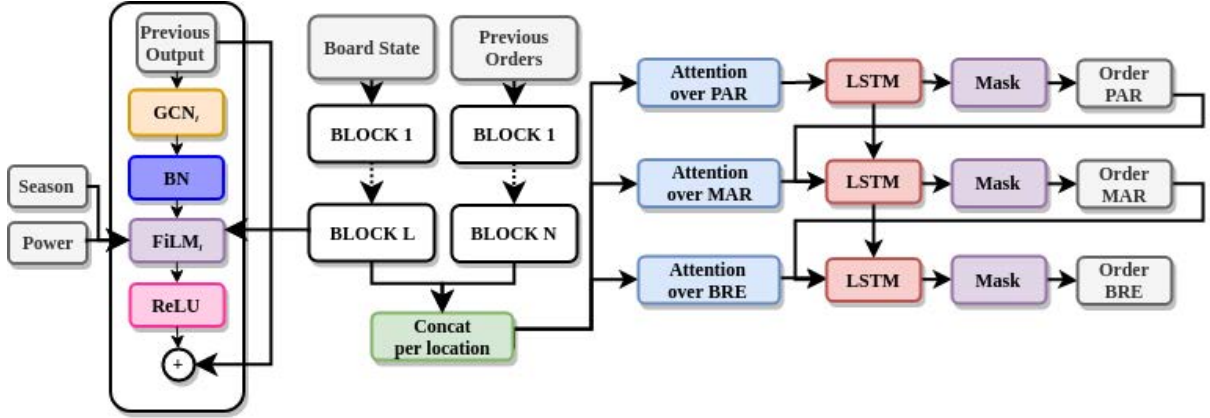 Previous
Output
GCN_l
BN
Season
Power
FiLM_l
ReLU
+
Board State
Previous
Orders
BLOCK 1
BLOCK 1
BLOCK L
BLOCK N
Concat
per location
Attention
over PAR
LSTM
Mask
Order
PAR
Attention
over MAR
LSTM
Mask
Order
MAR
Attention
over BRE
LSTM
Mask
Order
BRE